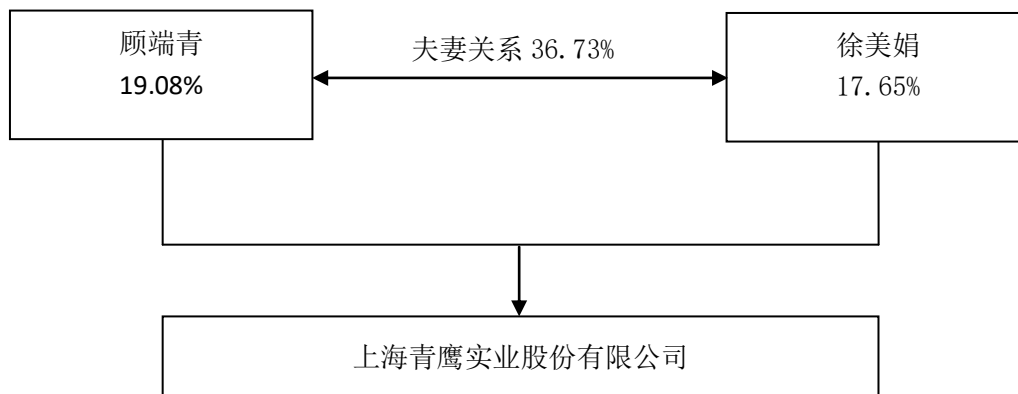 顾端青
19.08%
夫妻关系 36.73%
徐美娟
17.65%
上海青鹰实业股份有限公司